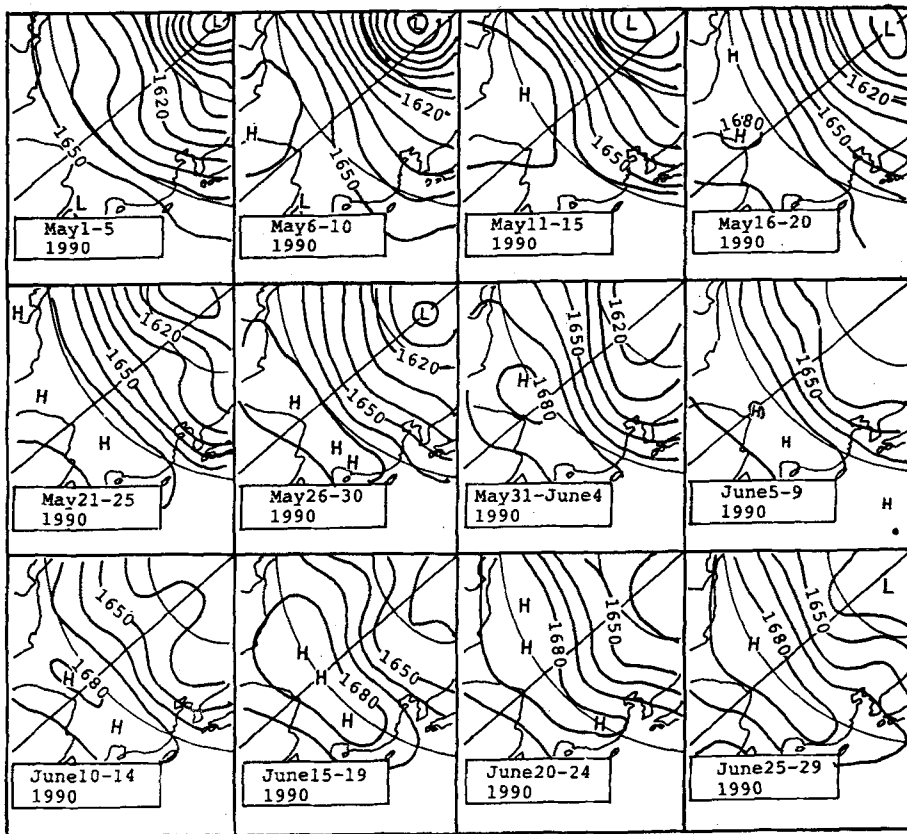 L
1620
1650
L
May1-5
1990
L
H
1620
1650
L
May6-10
1990
L
H
1620
1650
May11-15
1990
L
H
1620
1680
H
1650
May16-20
1990
H
1620
1650
H
H
May21-25
1990
L
1620
H
1650
H
H
May26-30
1990
1620
1650
H
1680
May31-June4
1990
1650
H
H
H
June5-9
1990
1650
H
1680
H
June10-14
1990
H
1650
H
1680
H
June15-19
1990
H
1650
H
1680
H
June20-24
1990
L
1650
H
1680
June25-29
1990